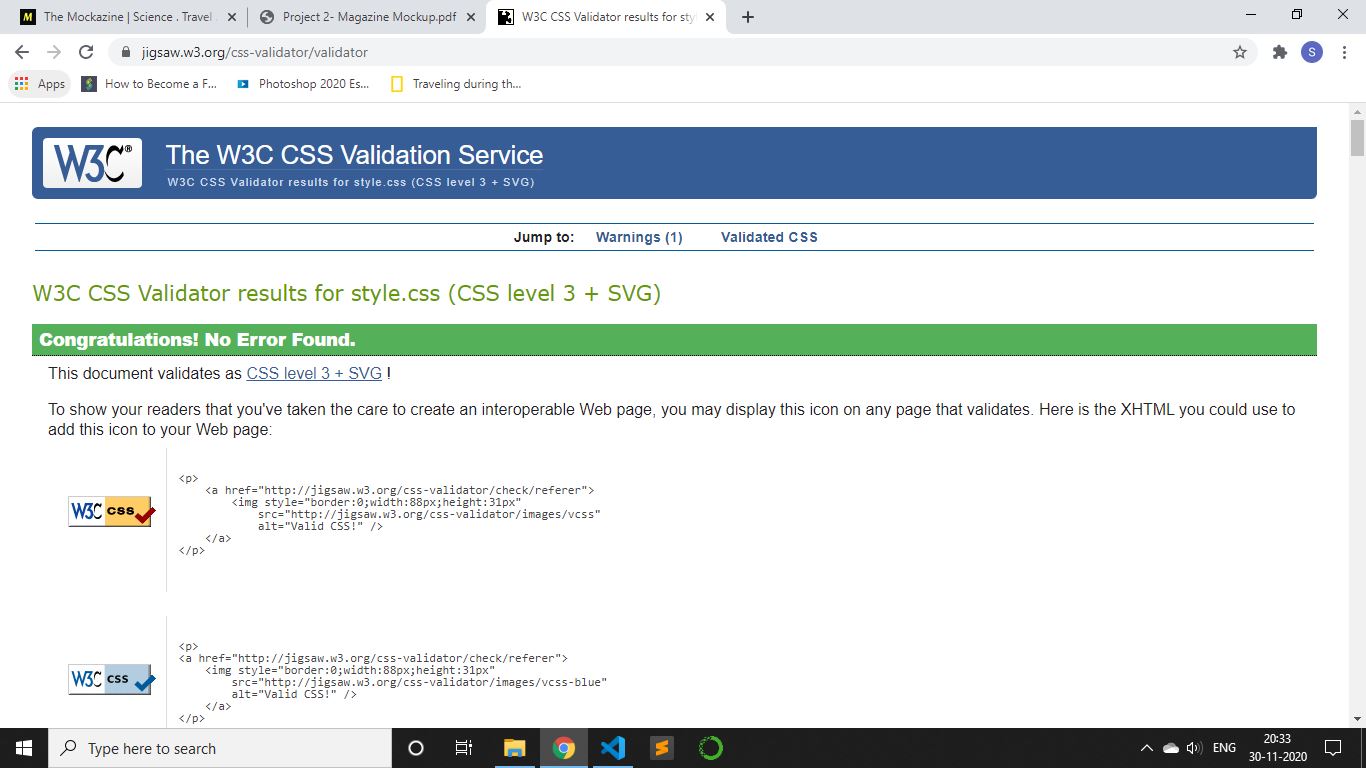 M The Mockazine | Science . Travel
Project 2- Magazine Mockup.pdf
W3C CSS Validator results for sty
jigsaw.w3.org/css-validator/validator
S
Apps
How to Become a F...
Photoshop 2020 Es...
Traveling during th...
W3C®
The W3C CSS Validation Service
W3C CSS Validator results for style.css (CSS level 3 + SVG)
Jump to: Warnings (1) Validated CSS
W3C CSS Validator results for style.css (CSS level 3 + SVG)
Congratulations! No Error Found.
This document validates as CSS level 3 + SVG !
To show your readers that you've taken the care to create an interoperable Web page, you may display this icon on any page that validates. Here is the XHTML you could use to
add this icon to your Web page:
W3C CSS
<p>
<a href="http://jigsaw.w3.org/css-validator/check/referer">
<img style="border:0;width:88px;height:31px"
src="http://jigsaw.w3.org/css-validator/images/vcss"
alt="Valid CSS!" />
</a>
</p>
W3C CSS
<p>
<a href="http://jigsaw.w3.org/css-validator/check/referer">
<img style="border:0;width:88px;height:31px"
src="http://jigsaw.w3.org/css-validator/images/vcss-blue"
alt="Valid CSS!" />
</a>
</p>
Type here to search
ENG
20:33
30-11-2020